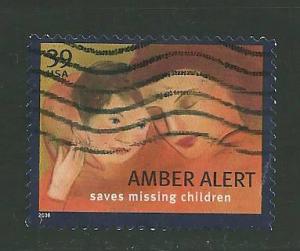 39
USA
AMBER ALERT
saves missing children
2006